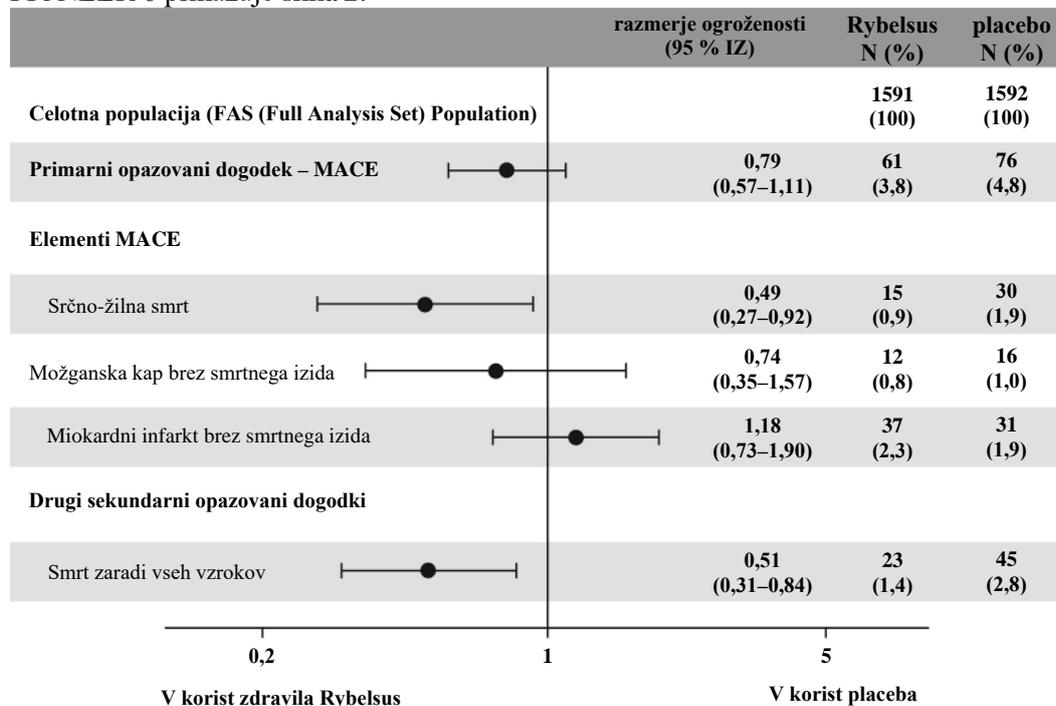 razmerje ogroženosti Rybelsus placebo
(95 % IZ) N (%) N (%)
Celotna populacija (FAS (Full Analysis Set) Population) 1591 1592
(100) (100)
Primarni opazovani dogodek – MACE 0,79 61 76
(0,57–1,11) (3,8) (4,8)
Elementi MACE
Srčno-žilna smrt 0,49 15 30
(0,27–0,92) (0,9) (1,9)
Možganska kap brez smrtnega izida 0,74 12 16
(0,35–1,57) (0,8) (1,0)
Miokardni infarkt brez smrtnega izida 1,18 37 31
(0,73–1,90) (2,3) (1,9)
Drugi sekundarni opazovani dogodki
Smrt zaradi vseh vzrokov 0,51 23 45
(0,31–0,84) (1,4) (2,8)
0,2 1 5
V korist zdravila Rybelsus V korist placeba